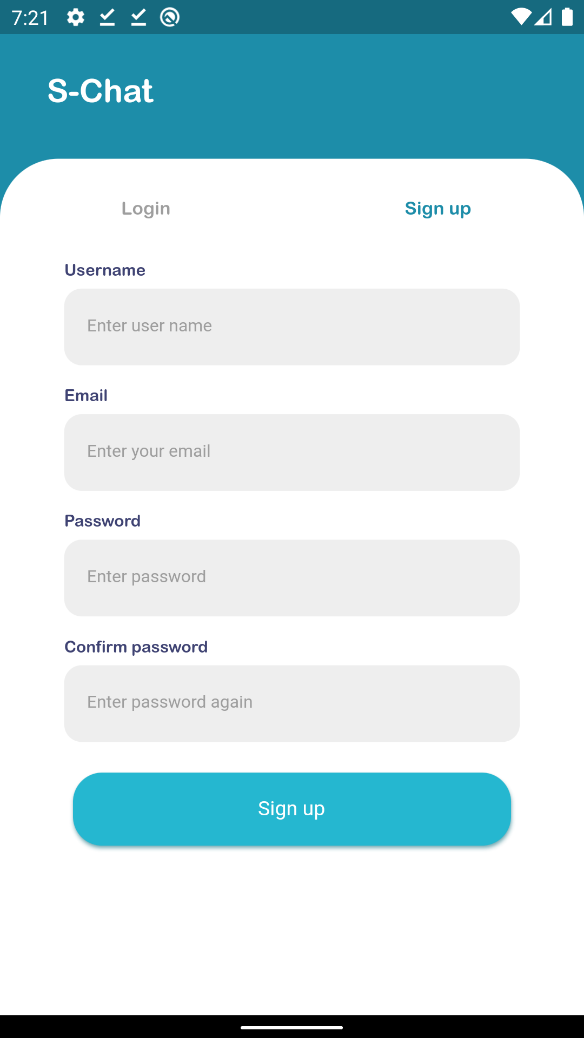 7:21
S-Chat
Login Sign up
Username
Enter user name
Email
Enter your email
Password
Enter password
Confirm password
Enter password again
Sign up